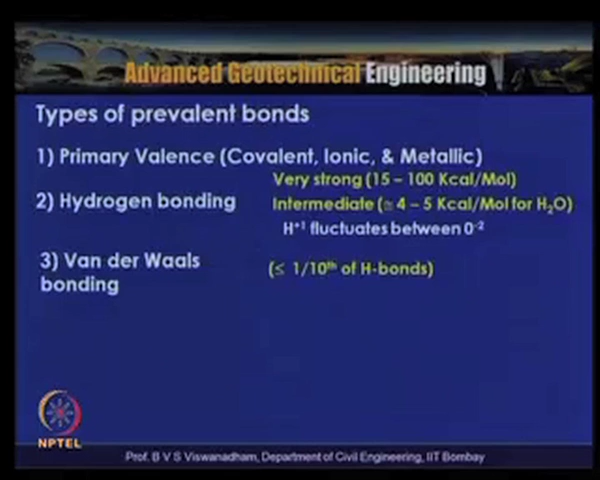 Advanced Geotechnical Engineering
Types of prevalent bonds
1) Primary Valence (Covalent, Ionic, & Metallic)
Very strong (15 – 100 Kcal/Mol)
2) Hydrogen bonding
Intermediate (≅ 4 – 5 Kcal/Mol for H₂O)
H⁺¹ fluctuates between 0⁻²
3) Van der Waals
bonding
(≤ 1/10ᵗʰ of H-bonds)
NPTEL
Prof. B V S Viswanadham, Department of Civil Engineering, IIT Bombay